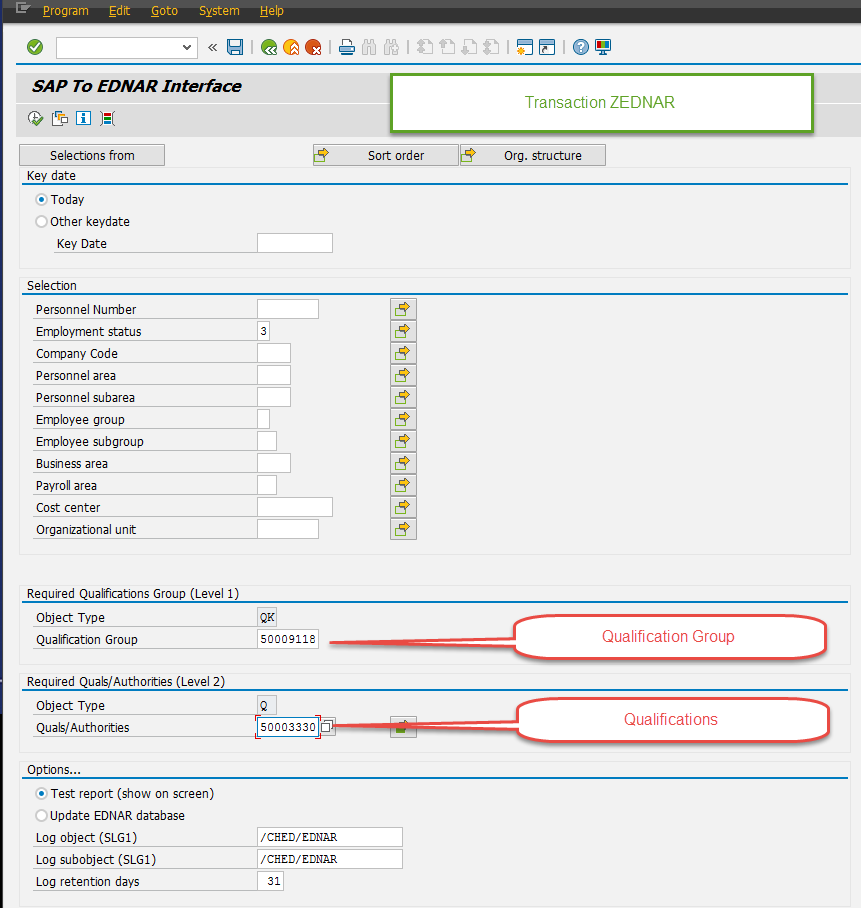 Program Edit Goto System Help
SAP To EDNAR Interface
Transaction ZEDNAR
Selections from Sort order Org. structure
Key date
Today
Other keydate
Key Date
Selection
Personnel Number
Employment status 3
Company Code
Personnel area
Personnel subarea
Employee group
Employee subgroup
Business area
Payroll area
Cost center
Organizational unit
Required Qualifications Group (Level 1)
Object Type QK
Qualification Group 50009118
Qualification Group
Required Quals/Authorities (Level 2)
Object Type Q
Quals/Authorities 50003330
Qualifications
Options...
Test report (show on screen)
Update EDNAR database
Log object (SLG1) /CHED/EDNAR
Log subobject (SLG1) /CHED/EDNAR
Log retention days 31